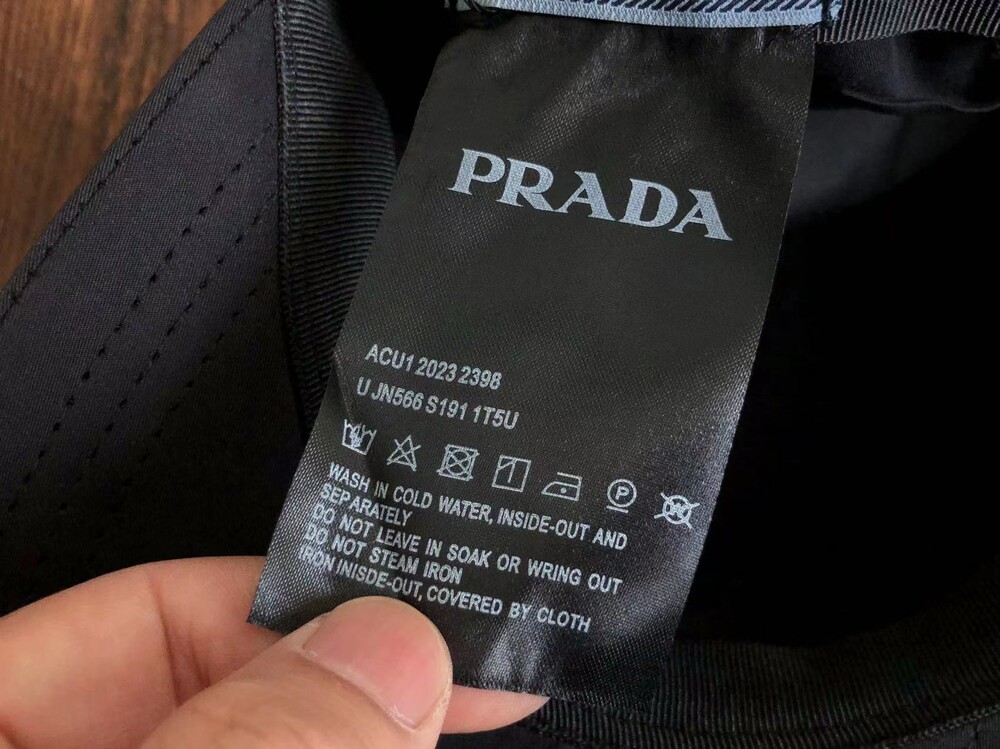 PRADA
ACU1 2023 2398
U JN566 S191 1T5U
P
W
WASH IN COLD WATER, INSIDE-OUT AND
SEPARATELY
DO NOT LEAVE IN SOAK OR WRING OUT
DO NOT STEAM IRON
IRON INISDE-OUT, COVERED BY CLOTH